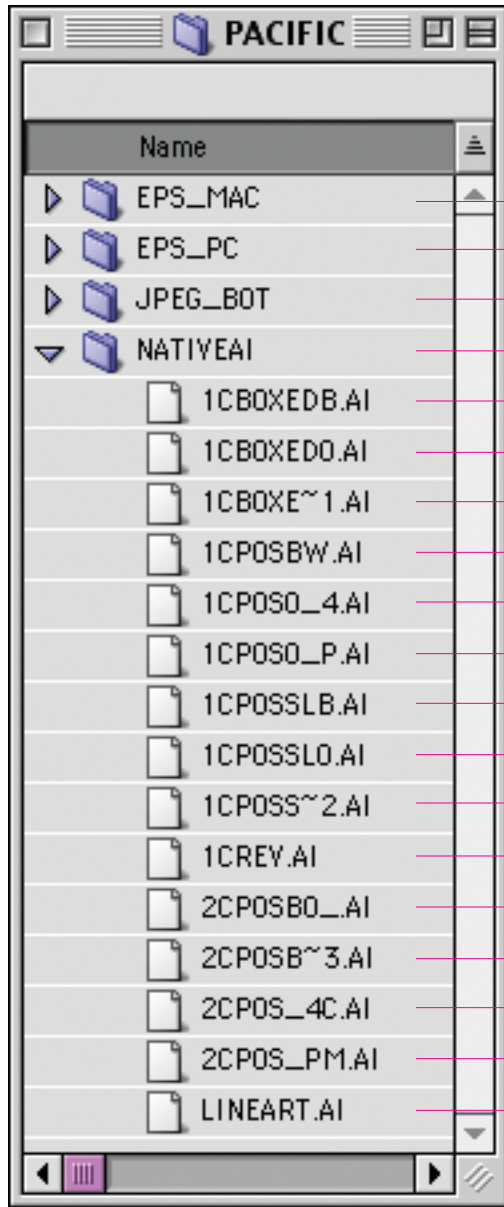 PACIFIC
Name
EPS_MAC
EPS_PC
JPEG_BOT
NATIVEAI
1CBOXEDB.AI
1CBOXEDO.AI
1CBOXE~1.AI
1CPOSBW.AI
1CPOSO_4.AI
1CPOSO_P.AI
1CPOSSLB.AI
1CPOSSLO.AI
1CPOSS~2.AI
1CREV.AI
2CPOSBO_.AI
2CPOSB~3.AI
2CPOS_4C.AI
2CPOS_PM.AI
LINEART.AI